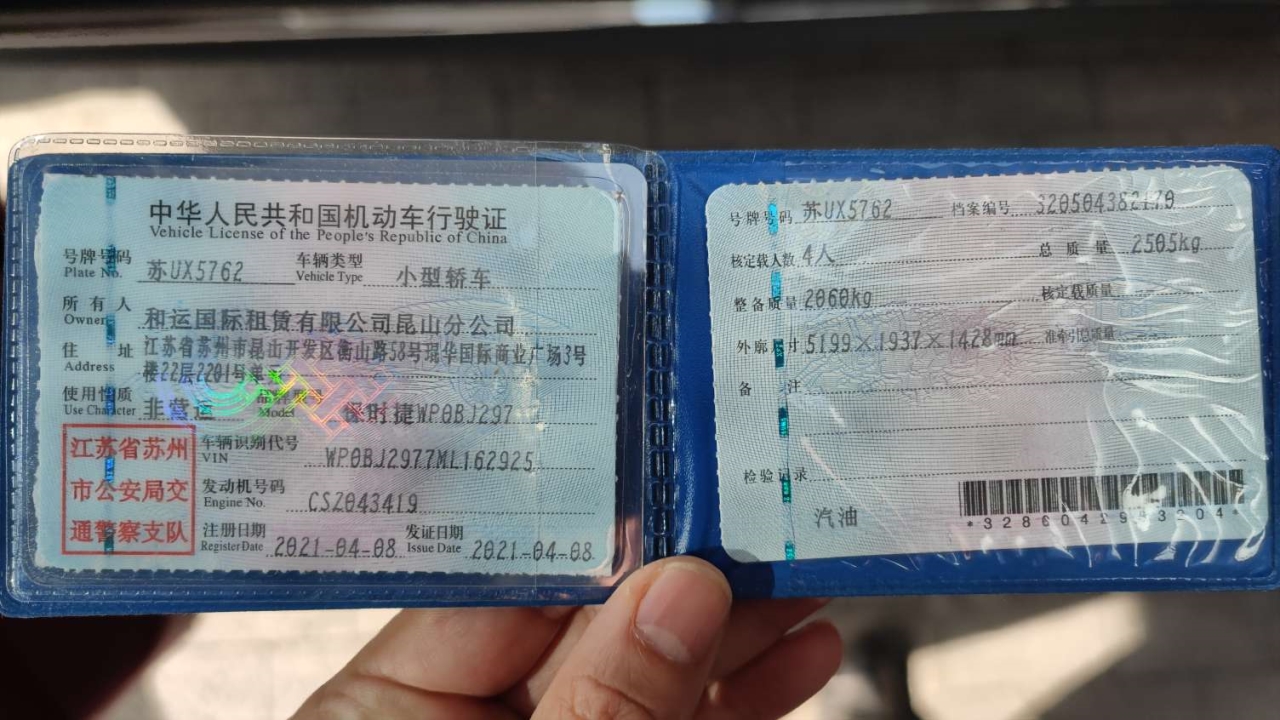 中华人民共和国机动车行驶证
Vehicle License of the People's Republic of China
号牌号码 苏UX5762 车辆类型 小型轿车
Plate No. Vehicle Type
所有人 和运国际租赁有限公司昆山分公司
Owner
住址 江苏省苏州市昆山开发区衡山路58号琨华国际商业广场3号
Address 楼22层2201号
使用性质 非营运
Use Character Model 保时捷WP0BJ297
江苏省苏州
市公安局交
通警察支队
车辆识别代号
VIN WP0BJ2977ML162925
发动机号码
Engine No. CSZ043419
注册日期 2021-04-08 发证日期 2021-04-08
Register Date Issue Date
号牌号码 苏UX5762 档案编号
核定载人数 4人 总质量 2505kg
整备质量 2060kg 核定载质量
外廓尺寸 5199×1937×1428mm 准牵引总质量
备注
检验记录
汽油